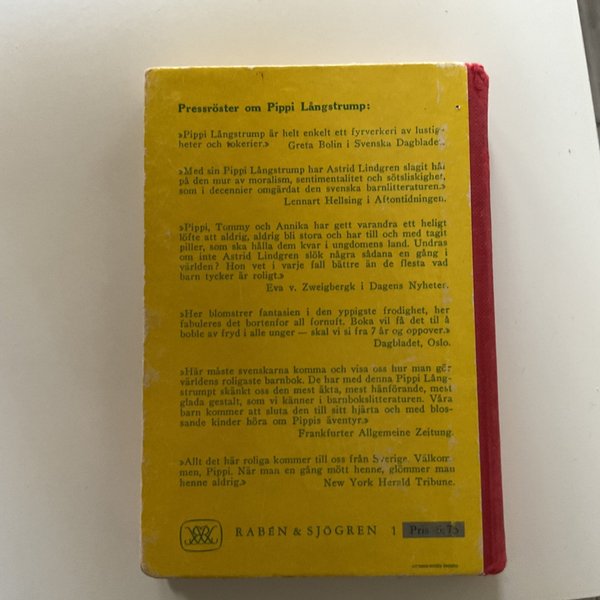 Pressröster om Pippi Långstrump:
»Pippi Långstrump är helt enkelt ett fyrverkeri av lustig-
heter och tokerier.» Greta Bolin i Svenska Dagbladet.
»Med sin Pippi Långstrump har Astrid Lindgren slagit hål
på den mur av moralism, sentimentalitet och sötsliskighet,
som i decennier omgärdat den svenska barnlitteraturen.»
Lennart Hellsing i Aftontidningen.
»Pippi, Tommy och Annika har gett varandra ett heligt
löfte att aldrig, aldrig bli stora och har till och med tagit
piller, som ska hålla dem kvar i ungdomens land. Undras
om inte Astrid Lindgren slök några sådana en gång i
världen? Hon vet i varje fall bättre än de flesta vad
barn tycker är roligt.»
Eva v. Zweigbergk i Dagens Nyheter.
»Her blomstrer fantasien i den yppigste frodighet, her
fabuleres det bortenfor all fornuft. Boka vil få det til å
boble av fryd i alle unger — skal vi si fra 7 år og oppover.»
Dagbladet, Oslo.
»Här måste svenskarna komma och visa oss hur man gör
världens roligaste barnbok. De har med denna Pippi Lång-
strumpt skänkt oss den mest äkta, mest hänförande, mest
glada gestalt, som vi känner i barnbokslitteraturen. Våra
barn kommer att sluta den till sitt hjärta och med blos-
sande kinder höra om Pippis äventyr.»
Frankfurter Allgemeine Zeitung.
»Allt det här roliga kommer till oss från Sverige. Välkom-
men, Pippi. När man en gång mött henne, glömmer man
henne aldrig.» New York Herald Tribune.
RABÉN & SJÖGREN 1 Pris 6:75